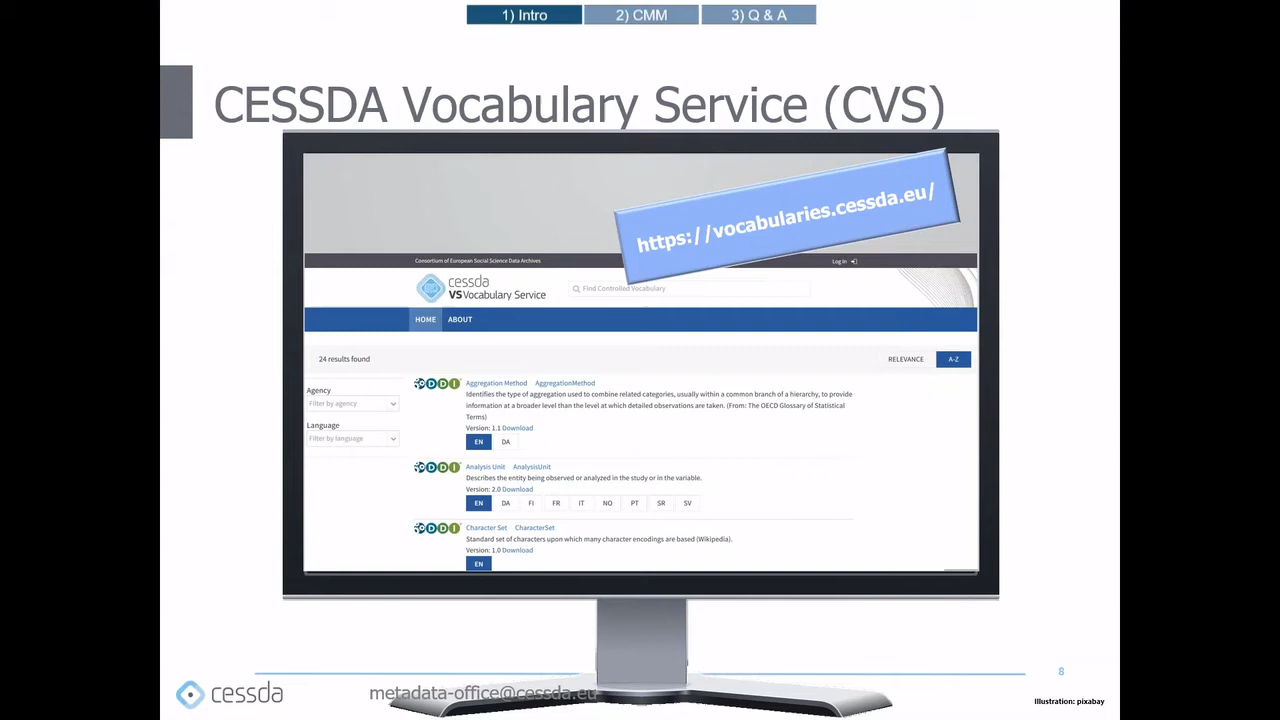 1) Intro
2) CMM
3) Q & A
CESSDA Vocabulary Service (CVS)
https://vocabularies.cessda.eu/
Consortium of European Social Science Data Archives
Log In
cessda
VS Vocabulary Service
Find Controlled Vocabulary
HOME
ABOUT
24 results found
RELEVANCE
A-Z
Agency
Filter by agency
Language
Filter by language
DDI
Aggregation Method AggregationMethod
Identifies the type of aggregation used to combine related categories, usually within a common branch of a hierarchy, to provide
information at a broader level than the level at which detailed observations are taken. (From: The OECD Glossary of Statistical
Terms)
Version: 1.1 Download
EN DA
DDI
Analysis Unit AnalysisUnit
Describes the entity being observed or analyzed in the study or in the variable.
Version: 2.0 Download
EN DA FI FR IT NO PT SR SV
DDI
Character Set CharacterSet
Standard set of characters upon which many character encodings are based (Wikipedia).
Version: 1.0 Download
EN
8
cessda
metadata-office@cessda.eu
Illustration: pixabay